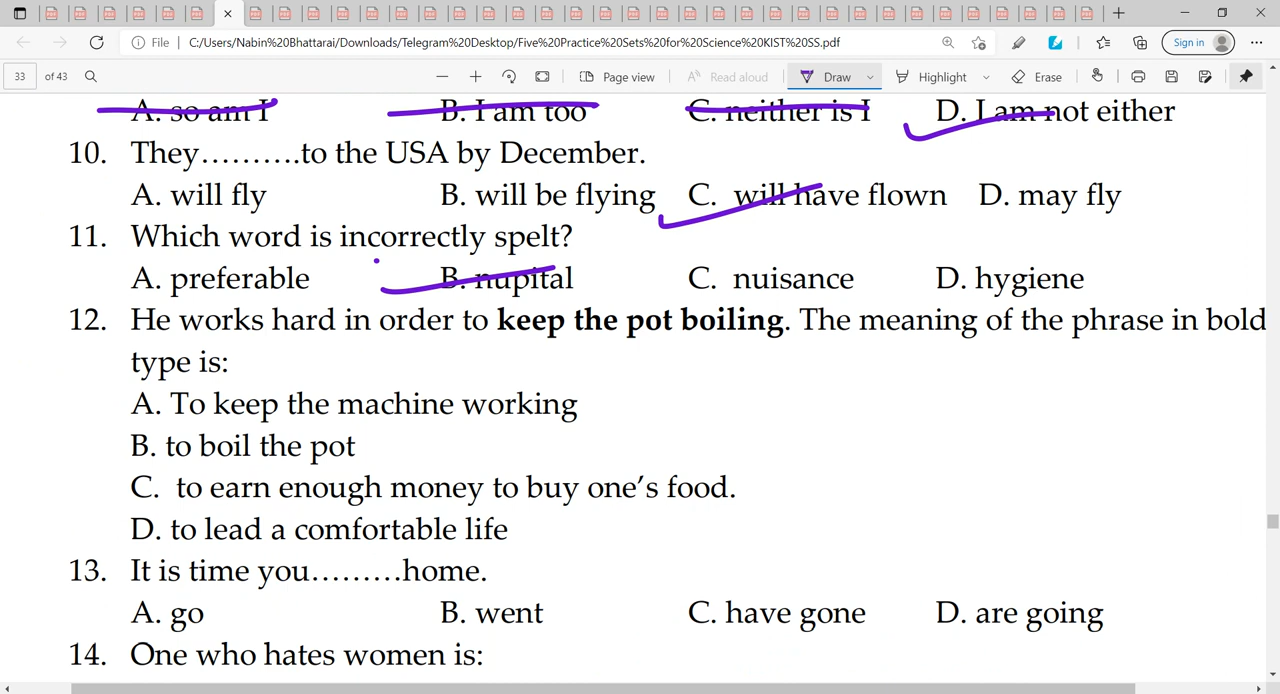 File
C:/Users/Nabin%20Bhattarai/Downloads/Telegram%20Desktop/Five%20Practice%20Sets%20for%20Science%20KIST%20SS.pdf
Sign in
33 of 43
Page view
Read aloud
Draw
Highlight
Erase
A. so am I B. I am too C. neither is I D. I am not either
10. They..........to the USA by December.
A. will fly B. will be flying C. will have flown D. may fly
11. Which word is incorrectly spelt?
A. preferable B. nupital C. nuisance D. hygiene
12. He works hard in order to keep the pot boiling. The meaning of the phrase in bold
type is:
A. To keep the machine working
B. to boil the pot
C. to earn enough money to buy one's food.
D. to lead a comfortable life
13. It is time you.........home.
A. go B. went C. have gone D. are going
14. One who hates women is: